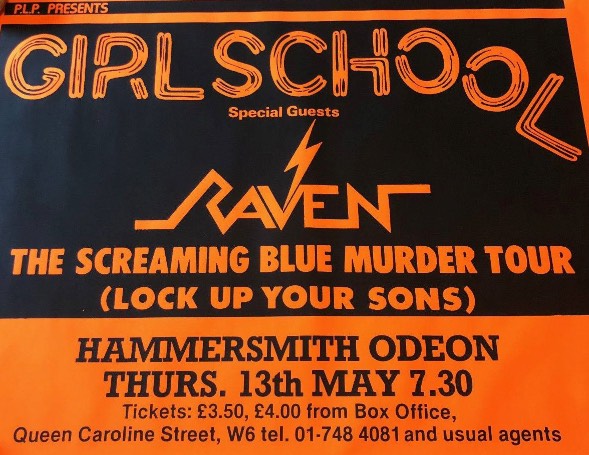 P.L.P. PRESENTS
GIRLSCHOOL
Special Guests
RAVEN
THE SCREAMING BLUE MURDER TOUR
(LOCK UP YOUR SONS)
HAMMERSMITH ODEON
THURS. 13th MAY 7.30
Tickets: £3.50, £4.00 from Box Office,
Queen Caroline Street, W6 tel. 01-748 4081 and usual agents